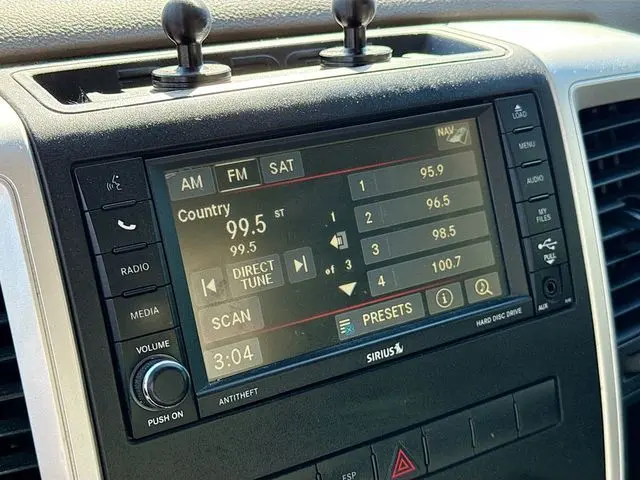 LOAD
MENU
AUDIO
MY
FILES
PULL
AUX
RADIO
MEDIA
VOLUME
PUSH ON
AM FM SAT
NAV
Country
99.5 ST
99.5
DIRECT
TUNE
SCAN
3:04
1
of 3
1 95.9
2 96.5
3 98.5
4 100.7
PRESETS
HARD DISC DRIVE
SIRIUS
ANTITHEFT
ESP